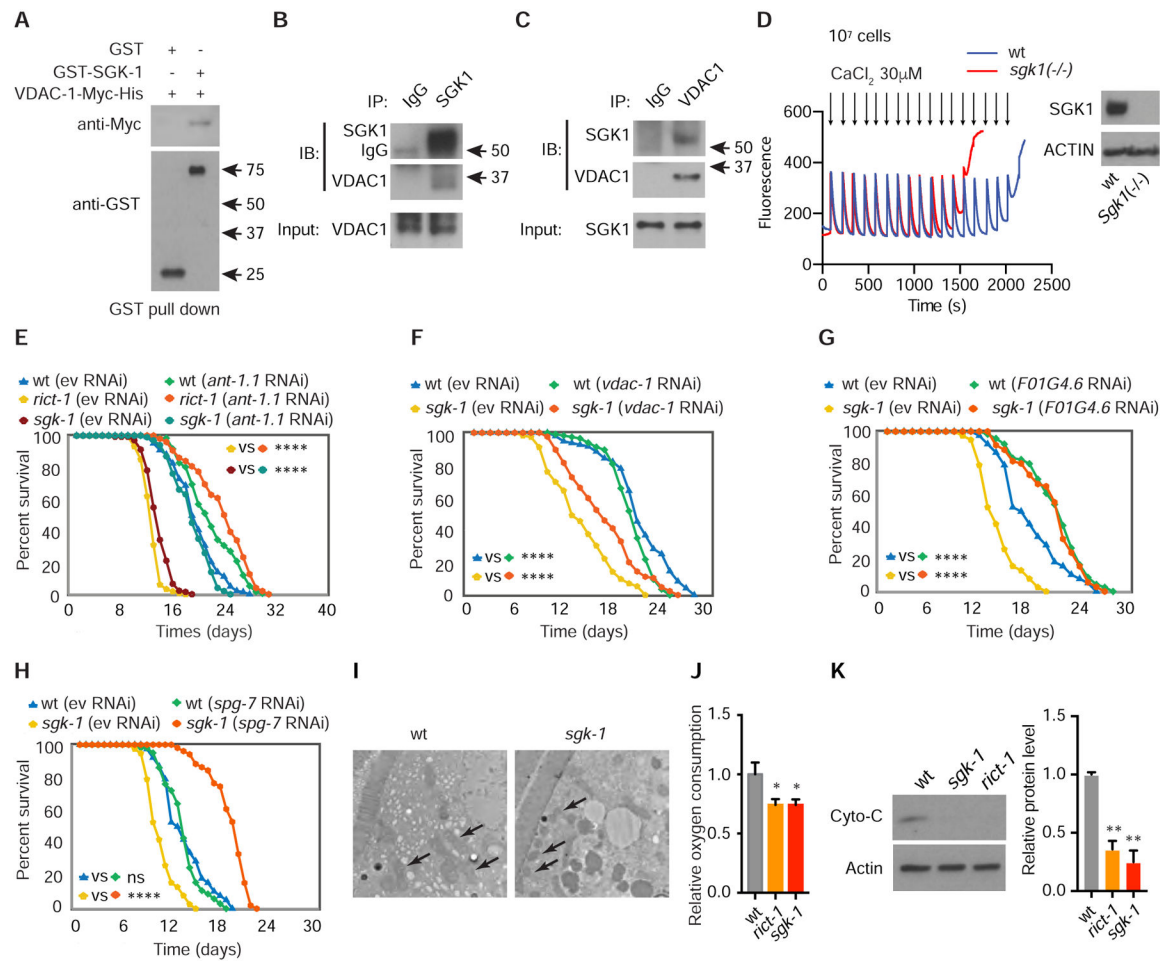 A
GST + -
GST-SGK-1 - +
VDAC-1-Myc-His + +
anti-Myc
anti-GST
75
50
37
25
GST pull down
B
IP: IgG SGK1
IB:
SGK1
IgG
50
VDAC1
37
Input: VDAC1
C
IP: IgG VDAC1
IB:
SGK1
50
37
VDAC1
Input: SGK1
D
10⁷ cells
wt
sgk1(-/-)
CaCl₂ 30μM
Fluorescence
600
400
200
0
0 500 1000 1500 2000 2500
Time (s)
SGK1
ACTIN
wt
Sgk1(-/-)
E
wt (ev RNAi) wt (ant-1.1 RNAi)
rict-1 (ev RNAi) rict-1 (ant-1.1 RNAi)
sgk-1 (ev RNAi) sgk-1 (ant-1.1 RNAi)
Percent survival
100
80
60
40
20
0
vs ****
vs ****
0 8 16 24 32 40
Times (days)
F
wt (ev RNAi) wt (vdac-1 RNAi)
sgk-1 (ev RNAi) sgk-1 (vdac-1 RNAi)
Percent survival
100
80
60
40
20
0
vs ****
vs ****
0 6 12 18 24 30
Time (days)
G
wt (ev RNAi) wt (F01G4.6 RNAi)
sgk-1 (ev RNAi) sgk-1 (F01G4.6 RNAi)
Percent survival
100
80
60
40
20
0
vs ****
vs ****
0 6 12 18 24 30
Time (days)
H
wt (ev RNAi) wt (spg-7 RNAi)
sgk-1 (ev RNAi) sgk-1 (spg-7 RNAi)
Percent survival
100
80
60
40
20
0
vs ns
vs ****
0 6 12 18 24 30
Time (days)
I
wt sgk-1
J
Relative oxygen consumption
1.5
1.0
0.5
0.0
* *
wt rict-1 sgk-1
K
wt sgk-1 rict-1
Cyto-C
Actin
Relative protein level
1.5
1.0
0.5
0.0
** **
wt rict-1 sgk-1